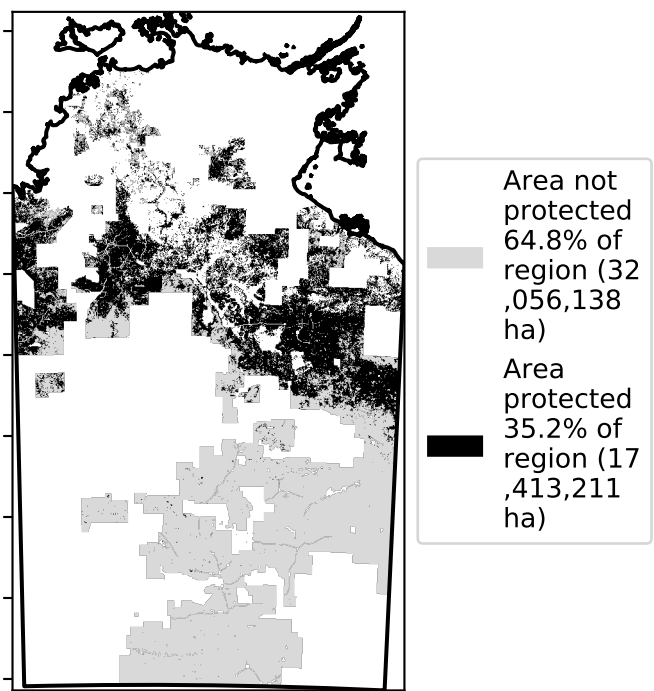 Area not
protected
64.8% of
region (32
,056,138
ha)
Area
protected
35.2% of
region (17
,413,211
ha)